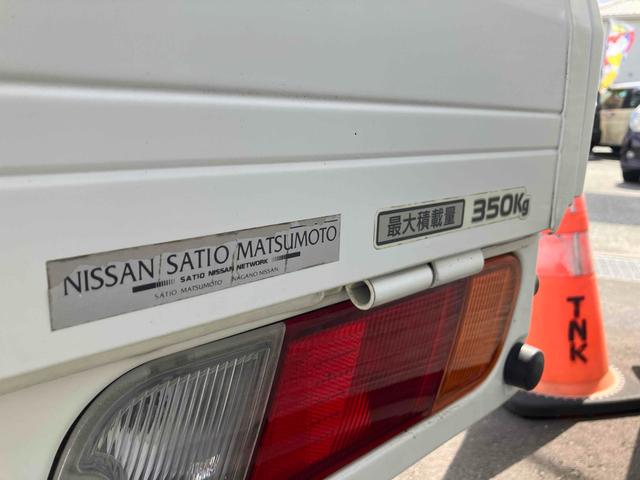 NISSAN SATIO MATSUMOTO
SATIO NISSAN NETWORK
SATIO MATSUMOTO NAGANO NISSAN
最大積載量 350Kg
TNK